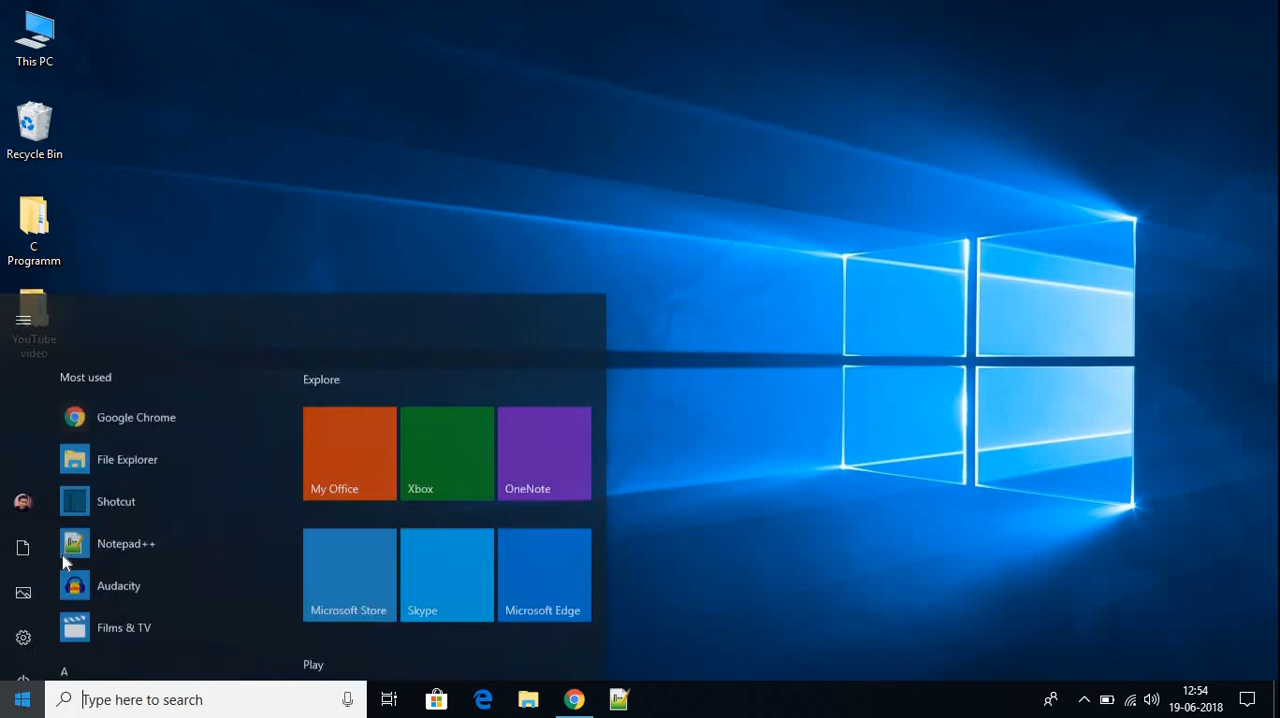 This PC
Recycle Bin
C
Programm
YouTube
video
Most used
Google Chrome
File Explorer
Shotcut
Notepad++
Audacity
Films & TV
A
Explore
My Office
Xbox
OneNote
Microsoft Store
Skype
Microsoft Edge
Play
Type here to search
12:54
19-06-2018